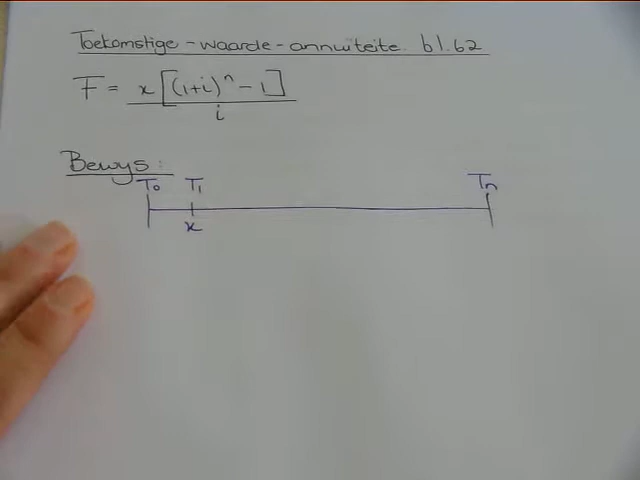 Toekomstige-waarde-annuïteite bl. 62
F = x[(1+i)^n - 1]
i
Bewys:
T₀ T₁ Tₙ
x